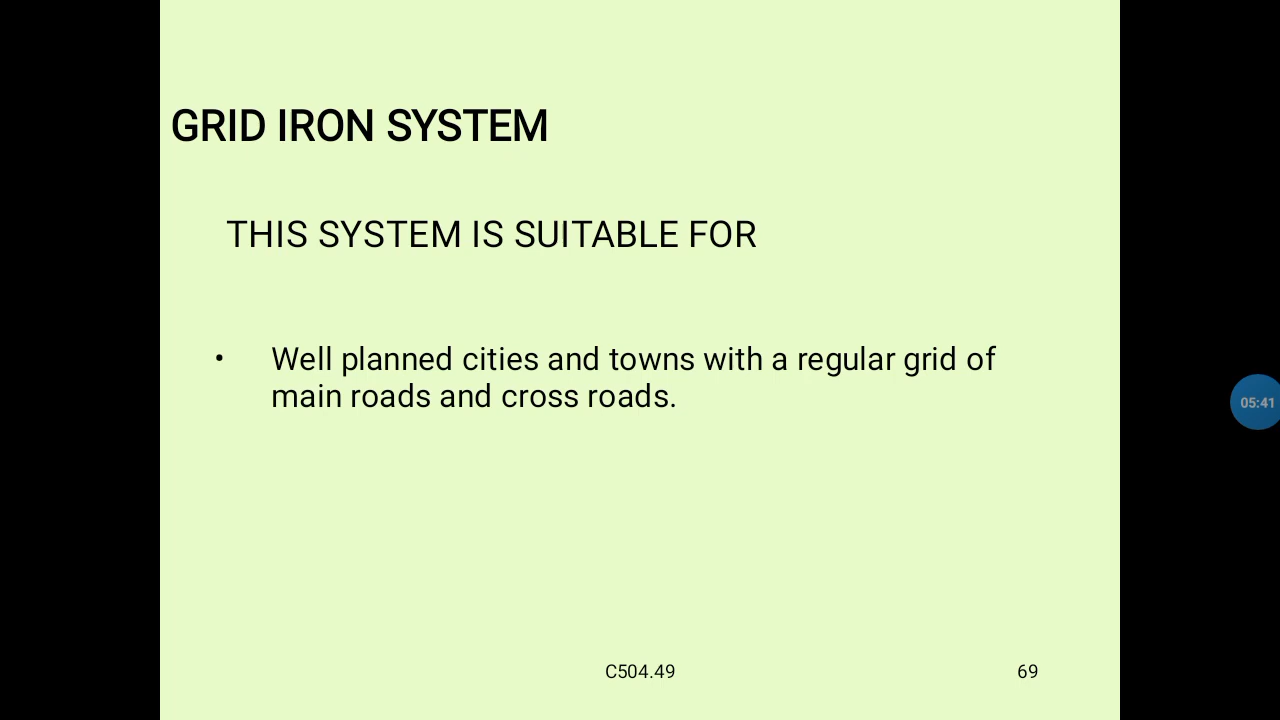 GRID IRON SYSTEM
THIS SYSTEM IS SUITABLE FOR
• Well planned cities and towns with a regular grid of
main roads and cross roads.
05:41
C504.49
69